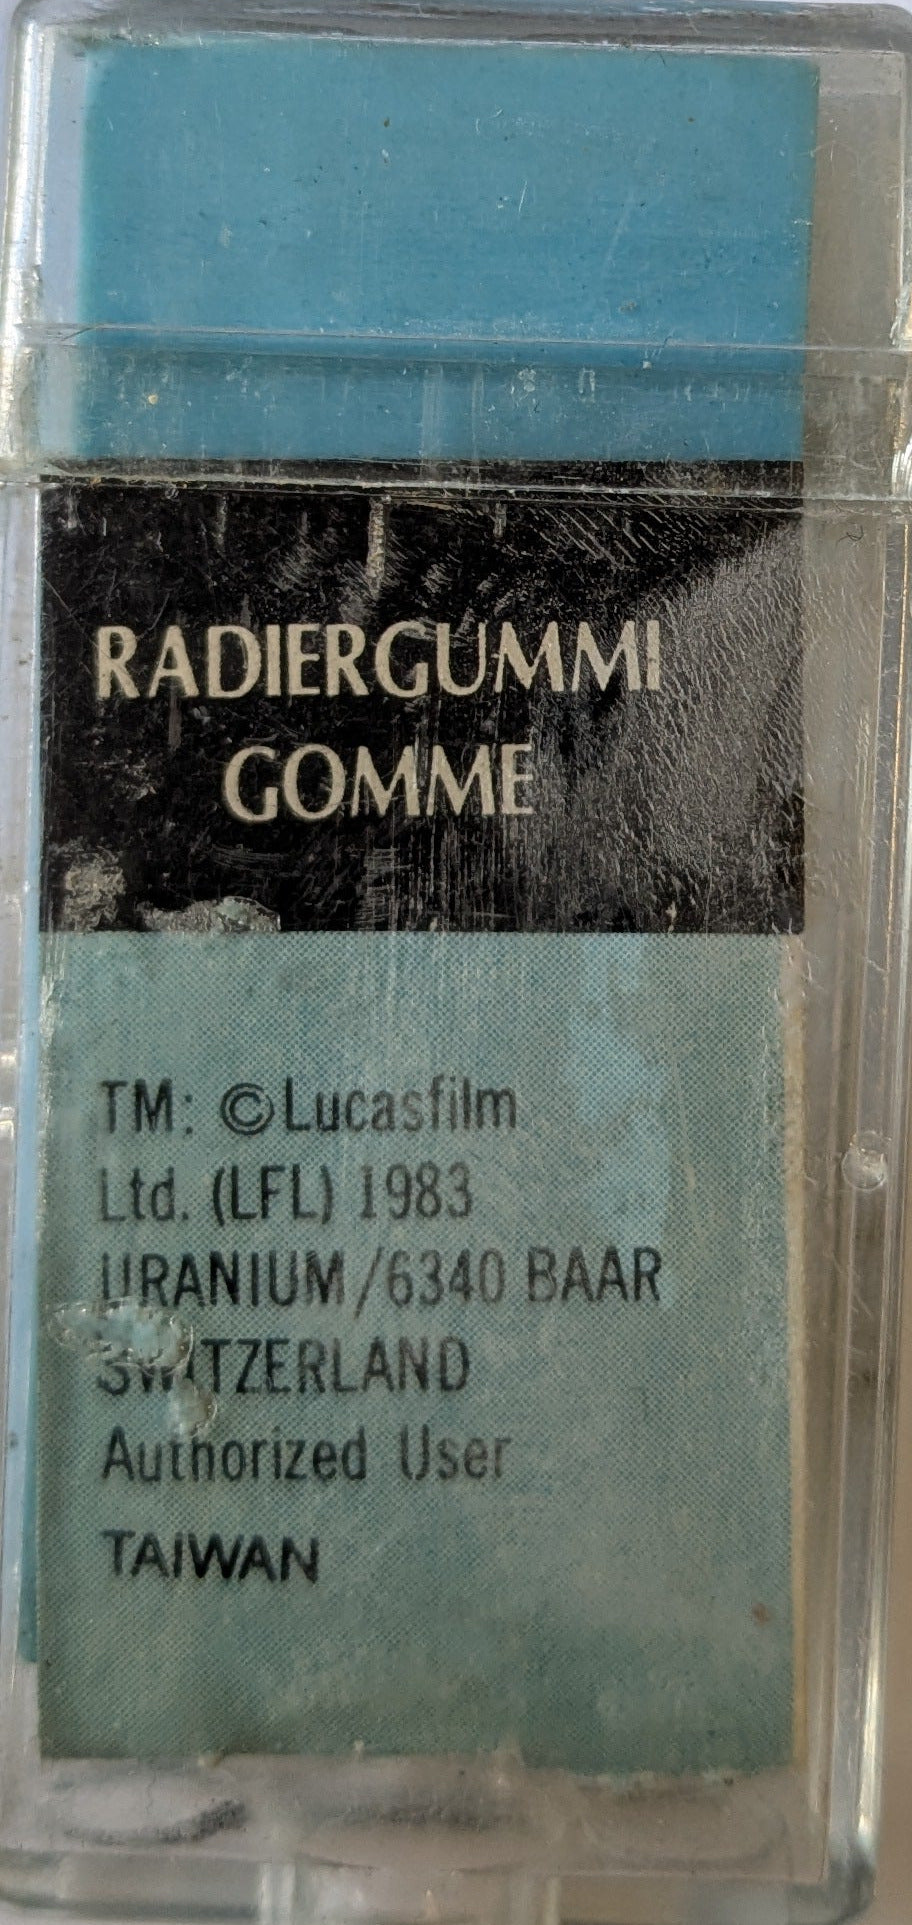 RADIERGUMMI
GOMME
TM: ©Lucasfilm
Ltd. (LFL) 1983
URANIUM/6340 BAAR
SWITZERLAND
Authorized User
TAIWAN